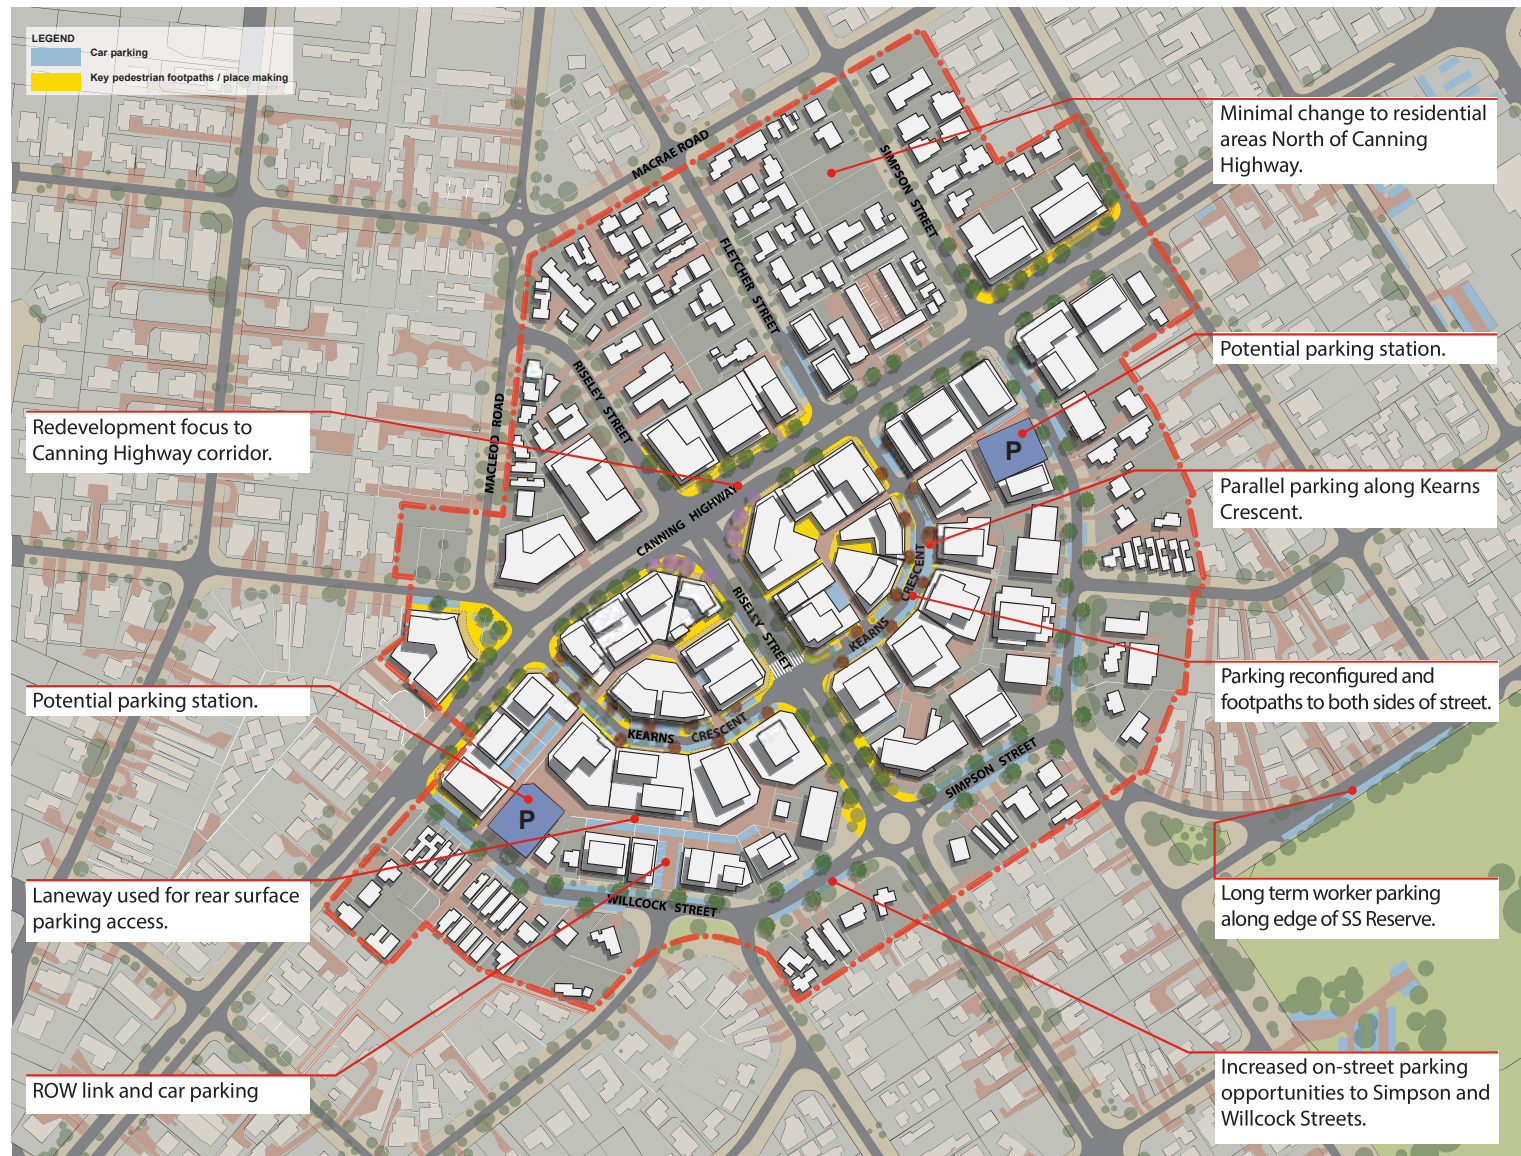 LEGEND
Car parking
Key pedestrian footpaths / place making
Minimal change to residential
areas North of Canning
Highway.
MACRAE ROAD
SIMPSON STREET
FLETCHER STREET
Potential parking station.
RISELEY STREET
MACLEOD ROAD
Redevelopment focus to
Canning Highway corridor.
P
Parallel parking along Kearns
Crescent.
CANNING HIGHWAY
CRESCENT
KEARNS
RISELEY STREET
Parking reconfigured and
footpaths to both sides of street.
Potential parking station.
KEARNS CRESCENT
SIMPSON STREET
P
Laneway used for rear surface
parking access.
WILLCOCK STREET
Long term worker parking
along edge of SS Reserve.
ROW link and car parking
Increased on-street parking
opportunities to Simpson and
Willcock Streets.